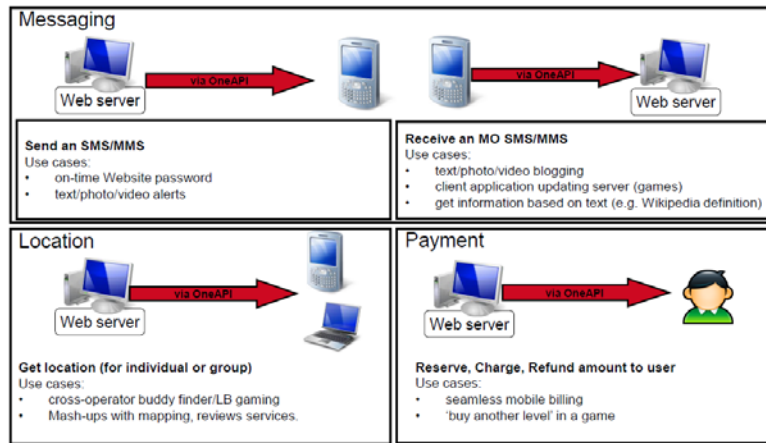 Messaging
via OneAPI
via OneAPI
Web server
Web server
Send an SMS/MMS
Use cases:
• on-time Website password
• text/photo/video alerts
Receive an MO SMS/MMS
Use cases:
• text/photo/video blogging
• client application updating server (games)
• get information based on text (e.g. Wikipedia definition)
Location
via OneAPI
Web server
Get location (for individual or group)
Use cases:
• cross-operator buddy finder/LB gaming
• Mash-ups with mapping, reviews services.
Payment
via OneAPI
Web server
Reserve, Charge, Refund amount to user
Use cases:
• seamless mobile billing
• ‘buy another level’ in a game